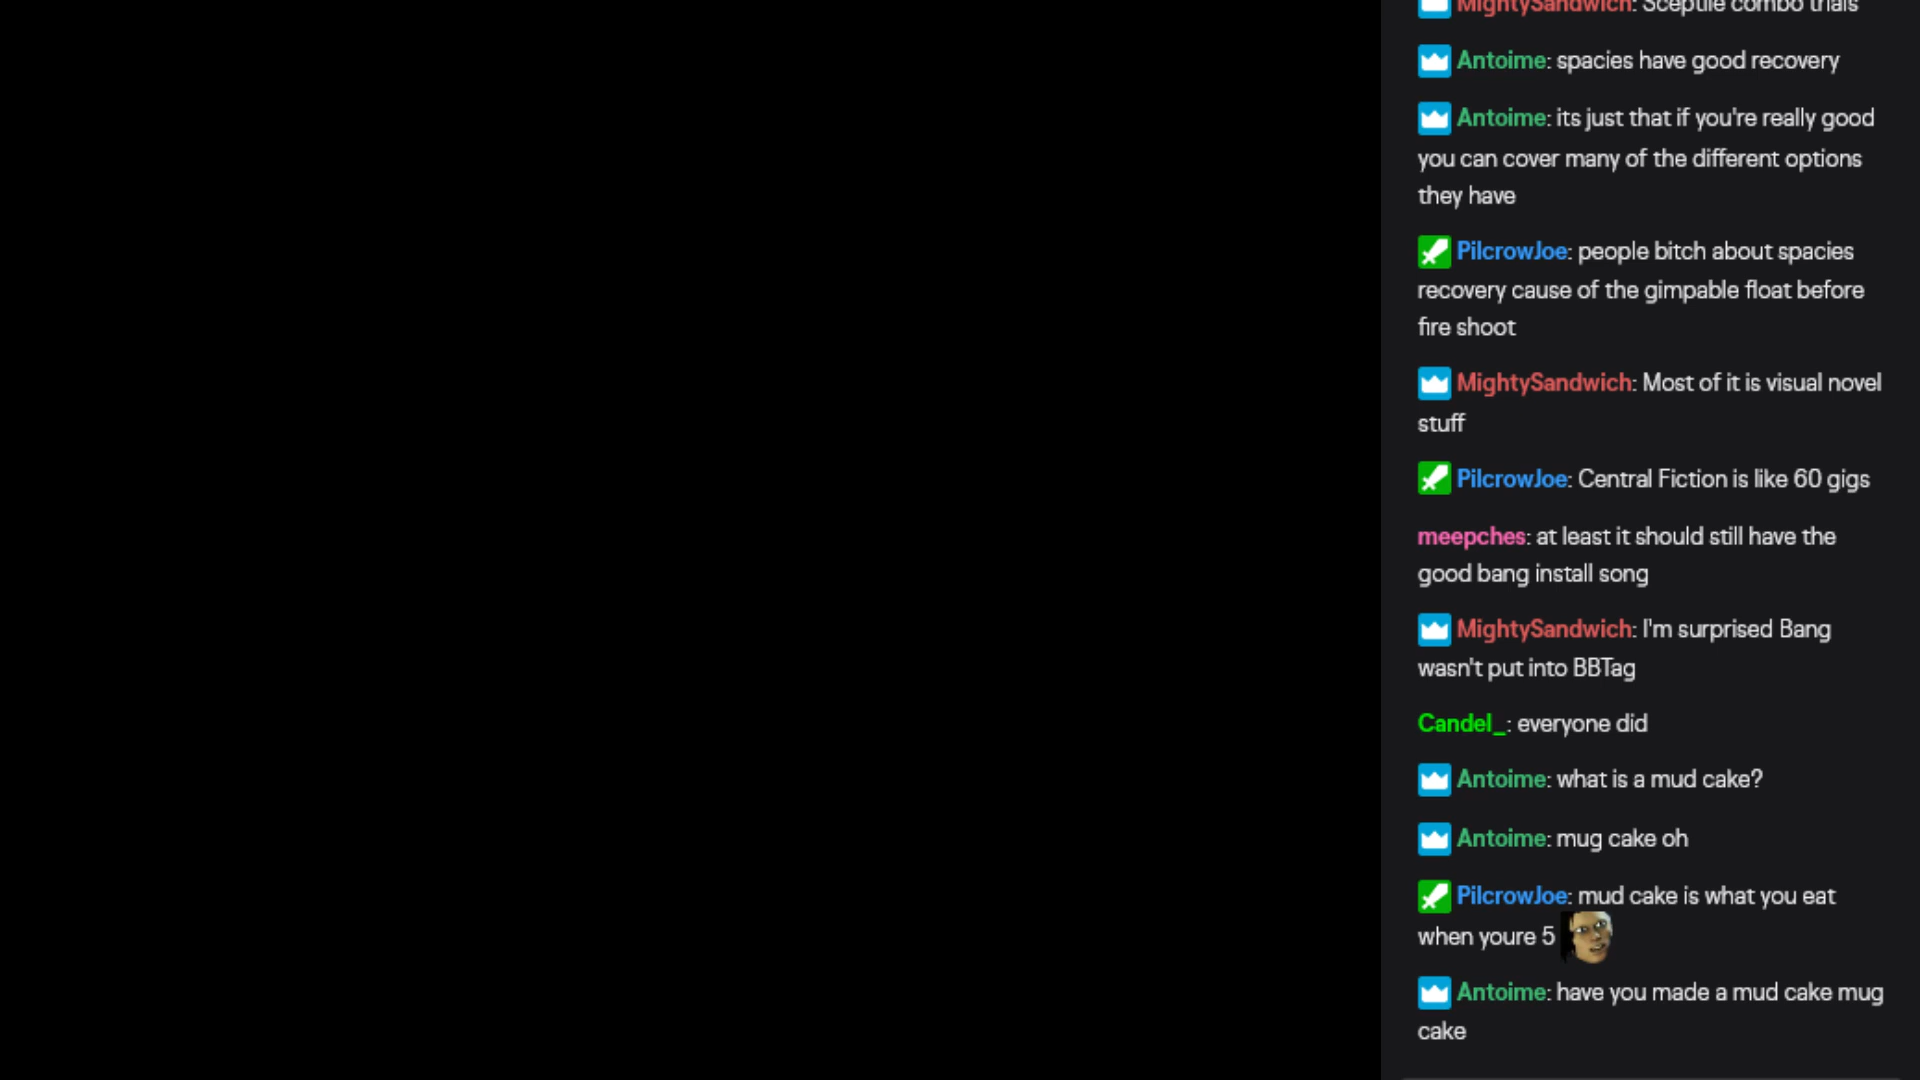 MightySandwich: Sceptile combo trials
Antoime: spacies have good recovery
Antoime: its just that if you're really good
you can cover many of the different options
they have
PilcrowJoe: people bitch about spacies
recovery cause of the gimpable float before
fire shoot
MightySandwich: Most of it is visual novel
stuff
PilcrowJoe: Central Fiction is like 60 gigs
meepches: at least it should still have the
good bang install song
MightySandwich: I'm surprised Bang
wasn't put into BBTag
Candel_: everyone did
Antoime: what is a mud cake?
Antoime: mug cake oh
PilcrowJoe: mud cake is what you eat
when youre 5
Antoime: have you made a mud cake mug
cake